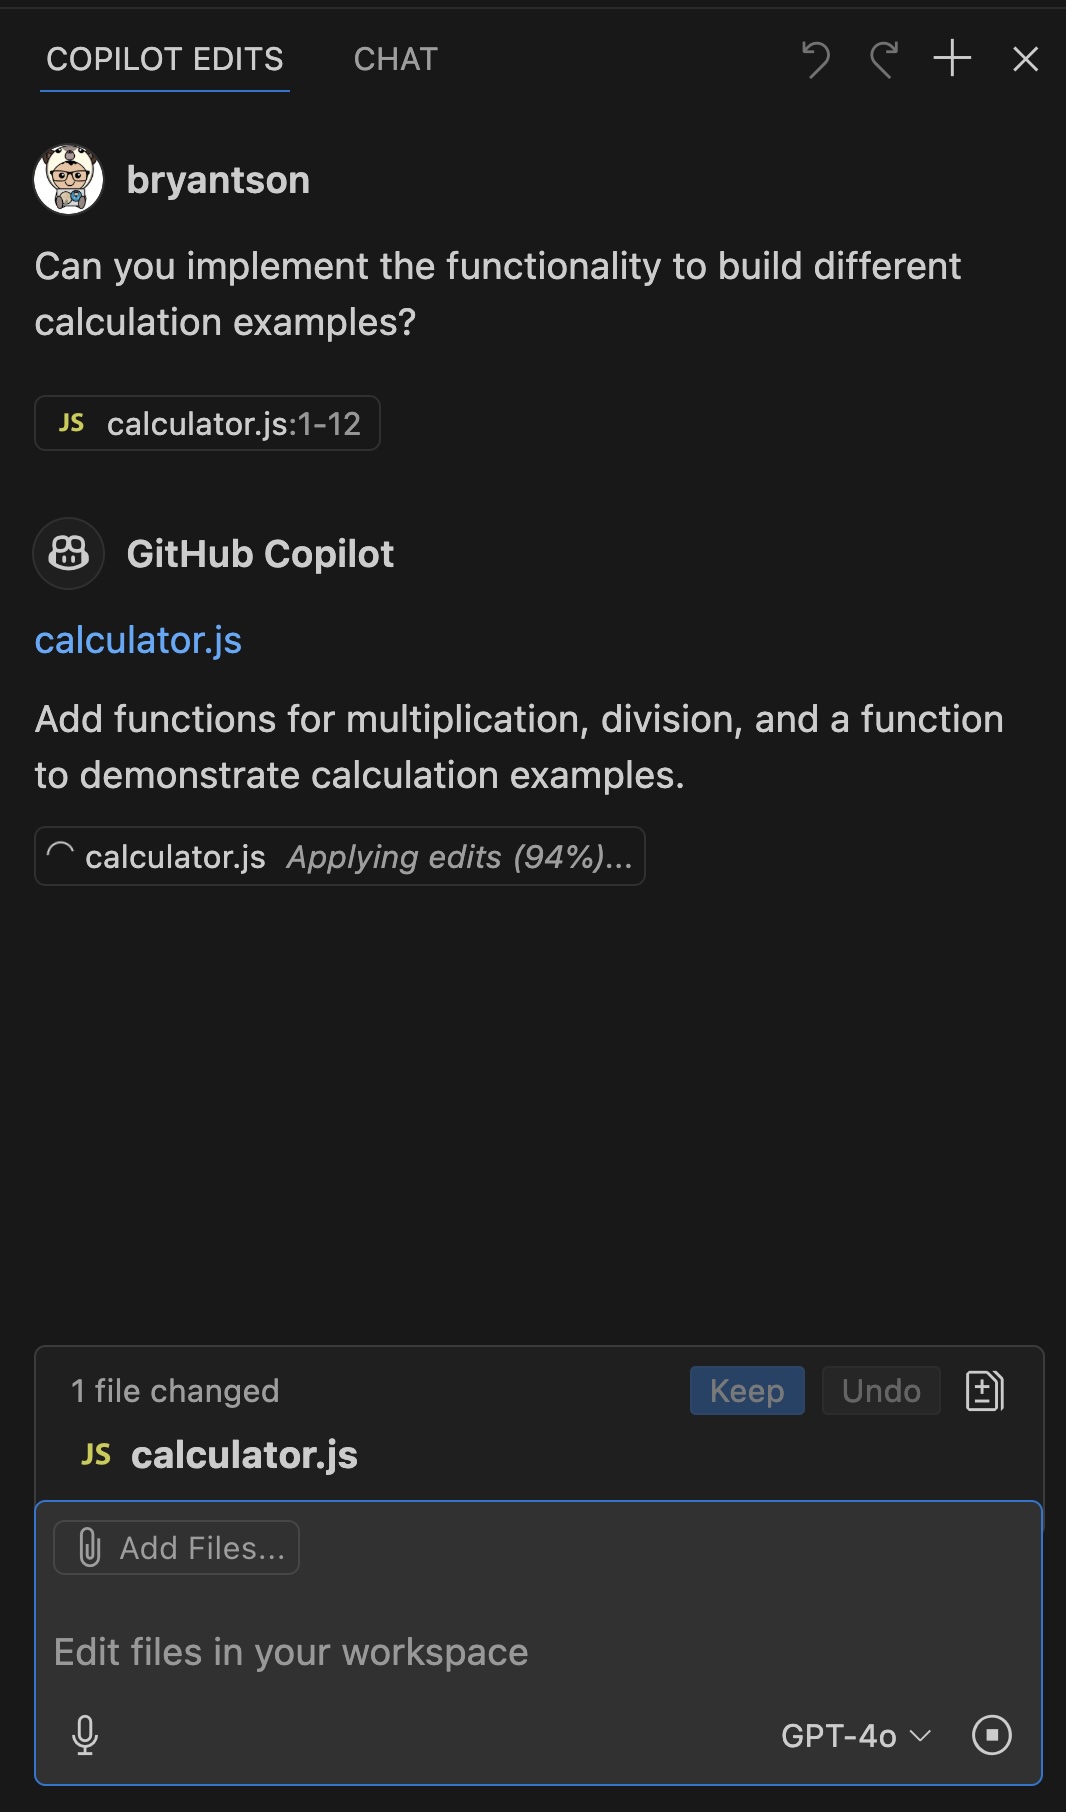 COPILOT EDITS CHAT
bryantson
Can you implement the functionality to build different
calculation examples?
JS calculator.js:1-12
GitHub Copilot
calculator.js
Add functions for multiplication, division, and a function
to demonstrate calculation examples.
calculator.js Applying edits (94%)...
1 file changed Keep Undo
JS calculator.js
Add Files...
Edit files in your workspace
GPT-4o